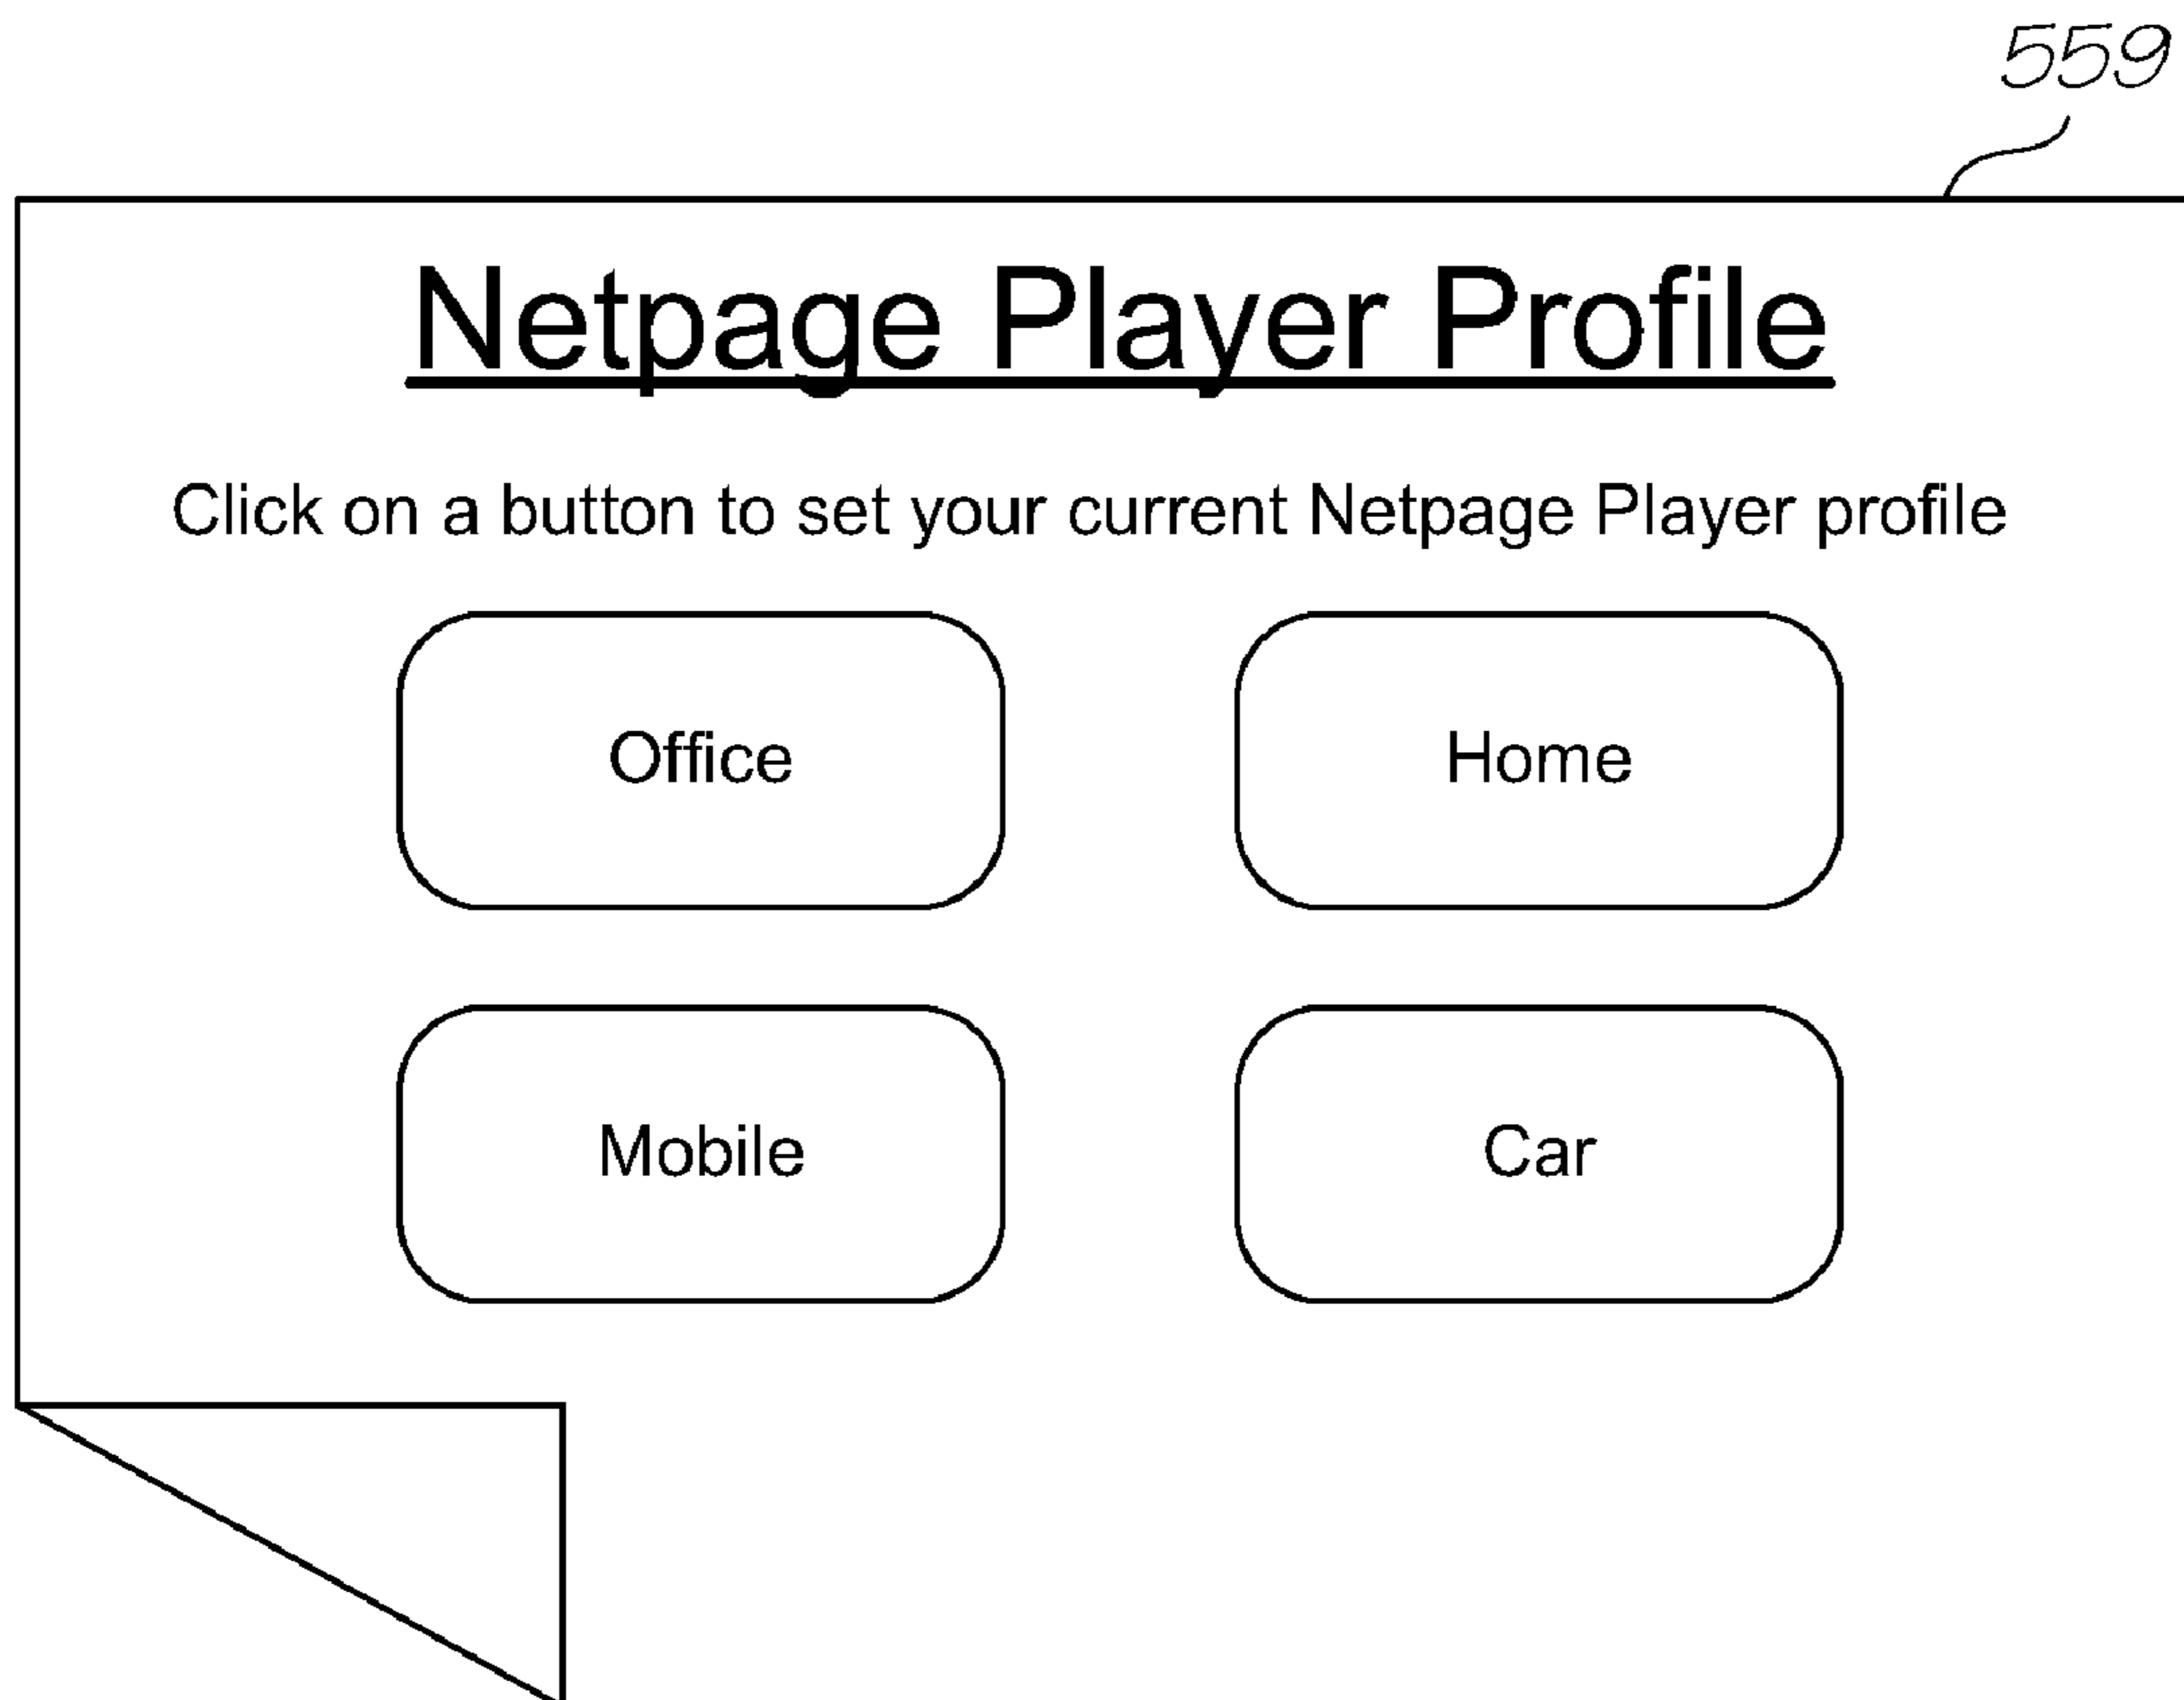 559
Netpage Player Profile
Click on a button to set your current Netpage Player profile
Office Home
Mobile Car